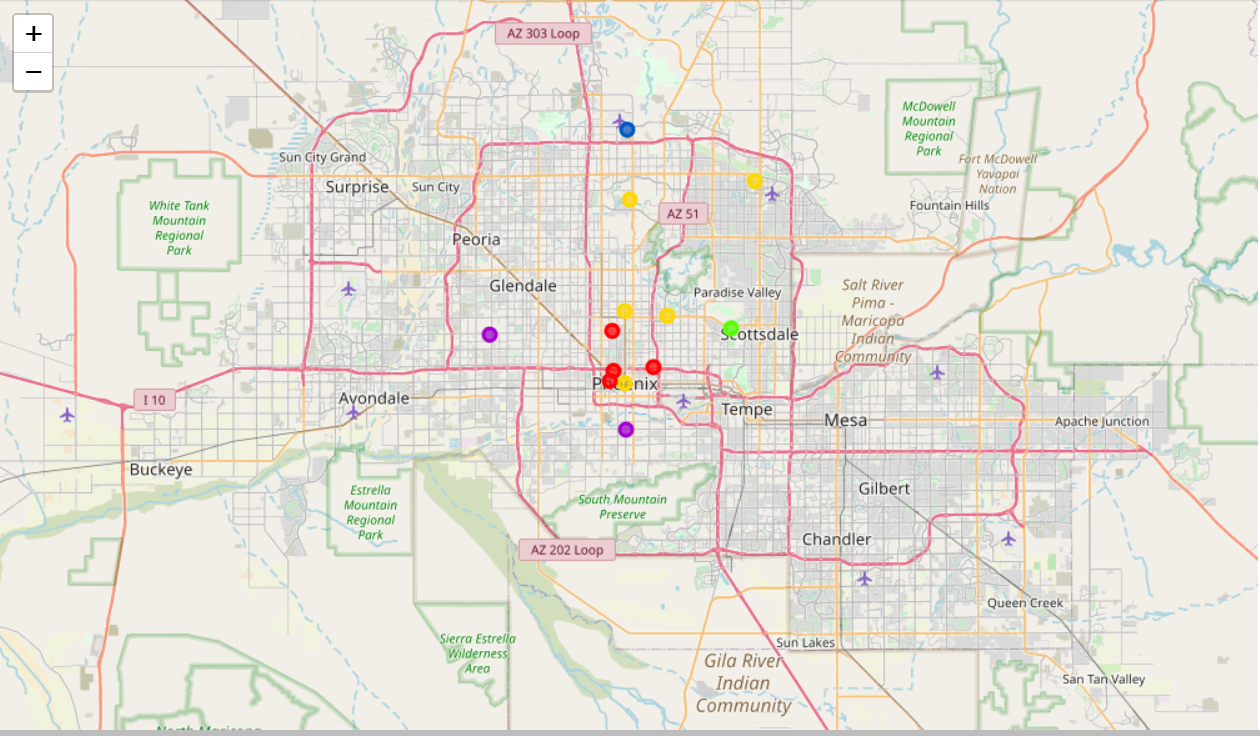 +
−
AZ 303 Loop
McDowell
Mountain
Regional
Park
Sun City Grand
Surprise
Sun City
Fort McDowell
Yavapai
Nation
White Tank
Mountain
Regional
Park
Fountain Hills
AZ 51
Peoria
Glendale
Paradise Valley
Salt River
Pima -
Maricopa
Indian
Community
Scottsdale
Phoenix
I 10
Avondale
Tempe
Mesa
Apache Junction
Buckeye
Estrella
Mountain
Regional
Park
South Mountain
Preserve
Gilbert
Chandler
AZ 202 Loop
Queen Creek
Sierra Estrella
Wilderness
Area
Sun Lakes
Gila River
Indian
Community
San Tan Valley
North Maricopa